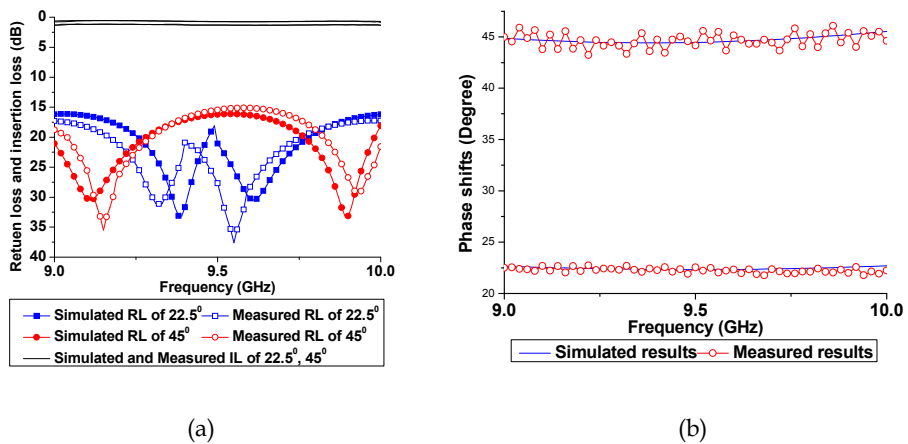 (a)
Retuen loss and insertion loss (dB)
0
5
10
15
20
25
30
35
40
9.0
9.5
10.0
Frequency (GHz)
Simulated RL of 22.5⁰
Measured RL of 22.5⁰
Simulated RL of 45⁰
Measured RL of 45⁰
Simulated and Measured IL of 22.5⁰, 45⁰
(a)
(b)
Phase shifts (Degree)
45
40
35
30
25
20
9.0
9.5
10.0
Frequency (GHz)
Simulated results
Measured results
(b)